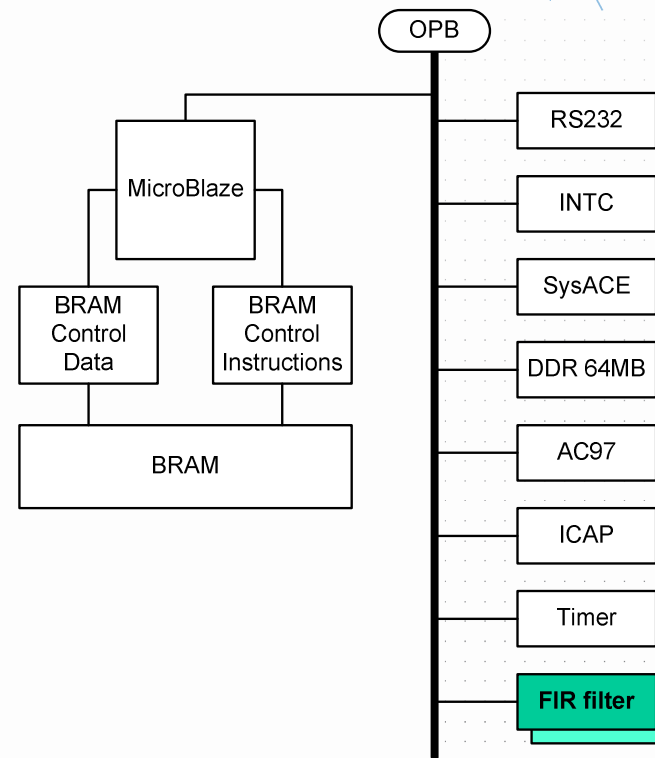 OPB
MicroBlaze
BRAM
Control
Data
BRAM
Control
Instructions
BRAM
RS232
INTC
SysACE
DDR 64MB
AC97
ICAP
Timer
FIR filter